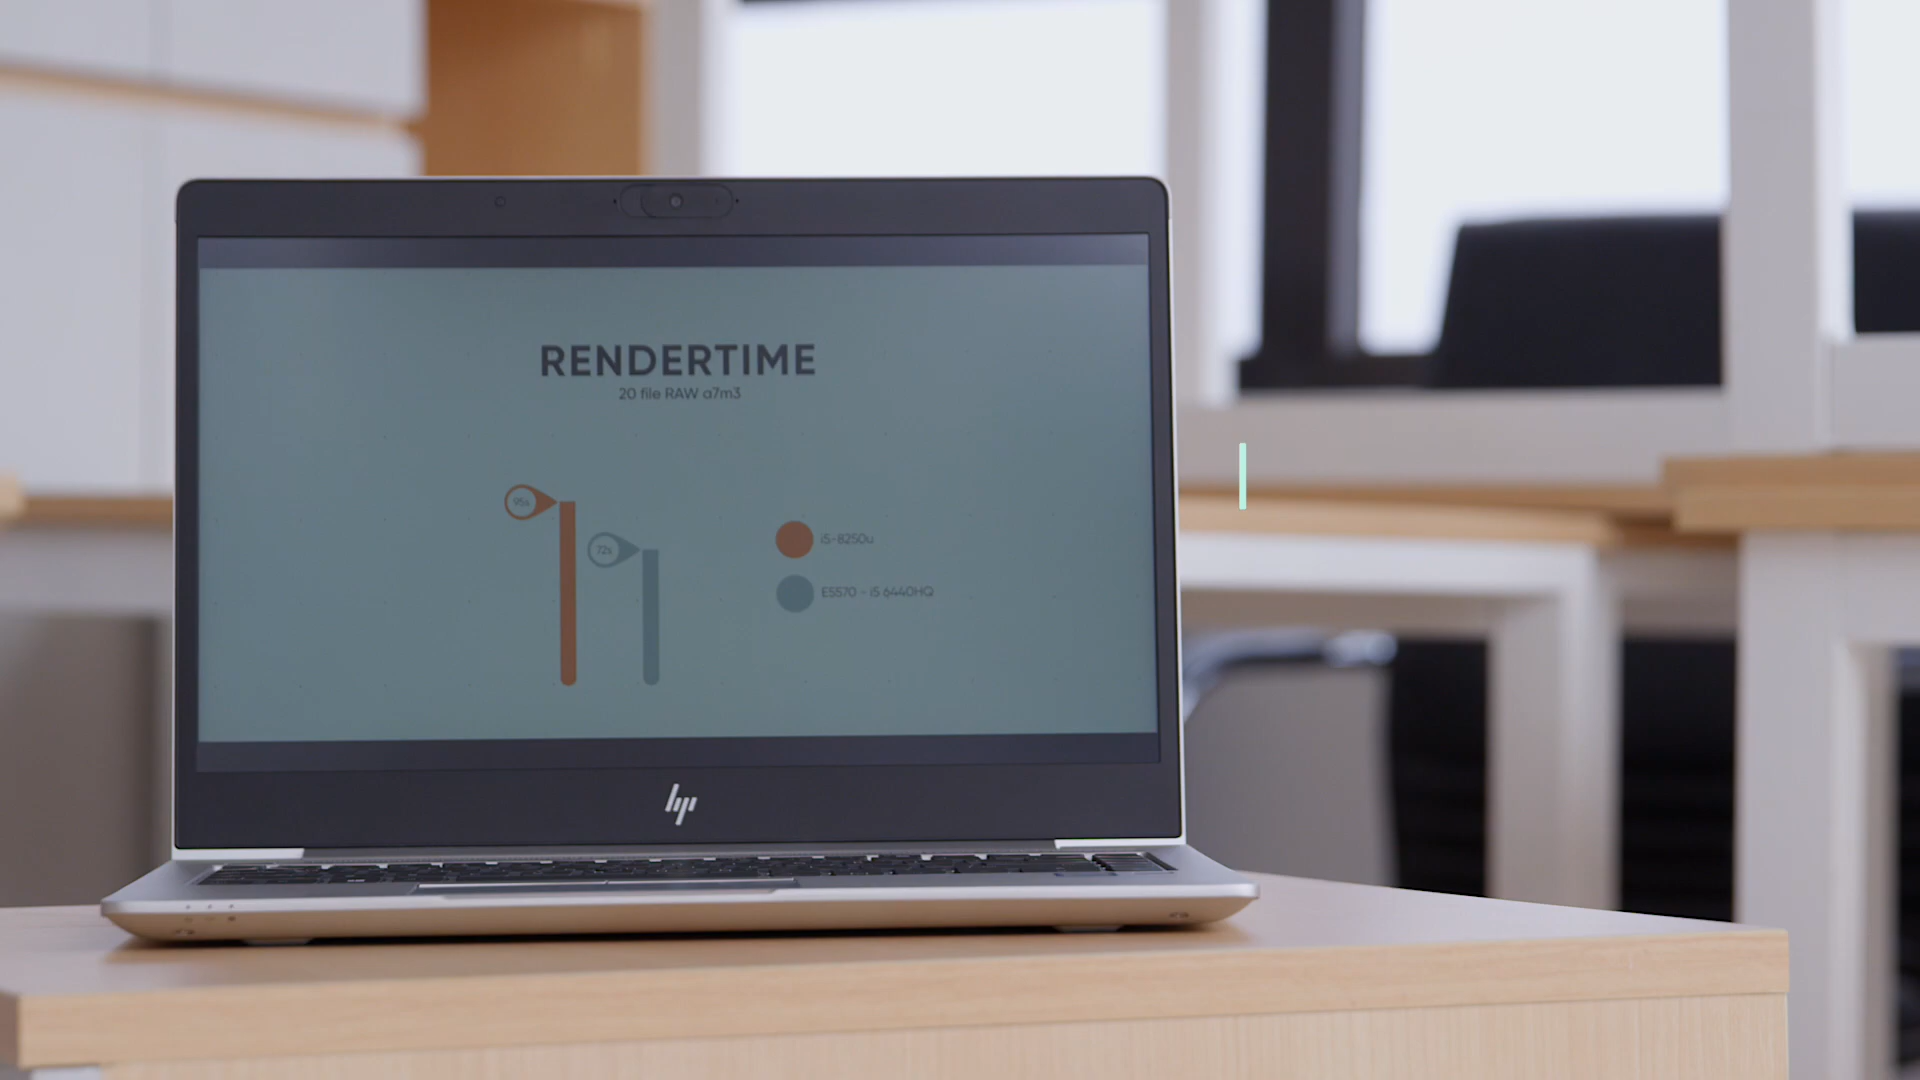 RENDERTIME
20 file RAW a7m3
95s
72s
i5-8250u
E5570 - i5 6440HQ
hp